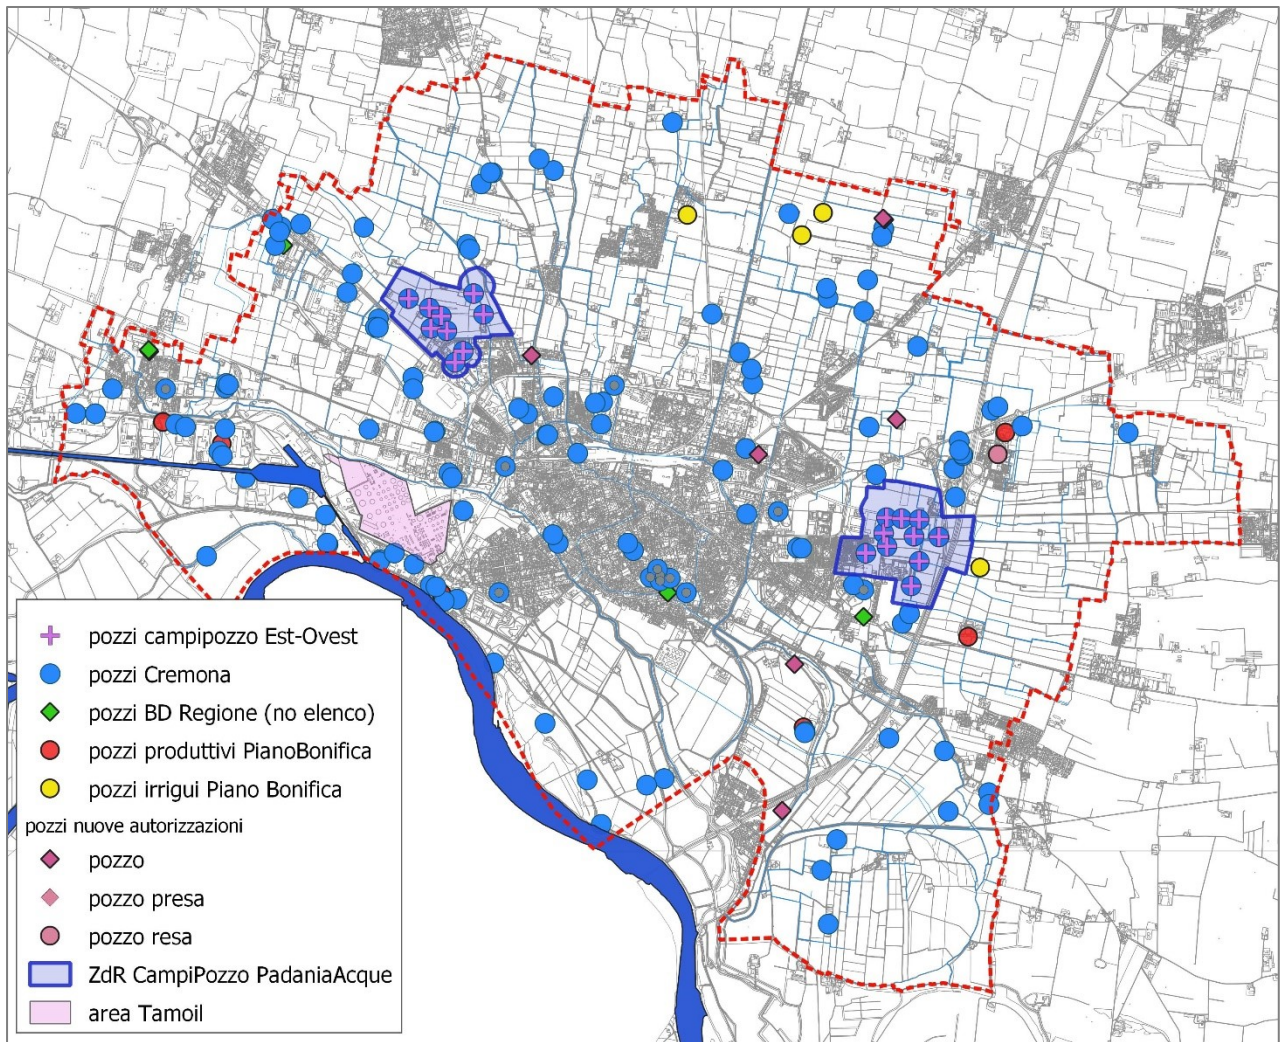 pozzi campipozzo Est-Ovest
pozzi Cremona
pozzi BD Regione (no elenco)
pozzi produttivi PianoBonifica
pozzi irrigui Piano Bonifica
pozzi nuove autorizzazioni
pozzo
pozzo presa
pozzo resa
ZdR CampiPozzo PadaniaAcque
area Tamoil